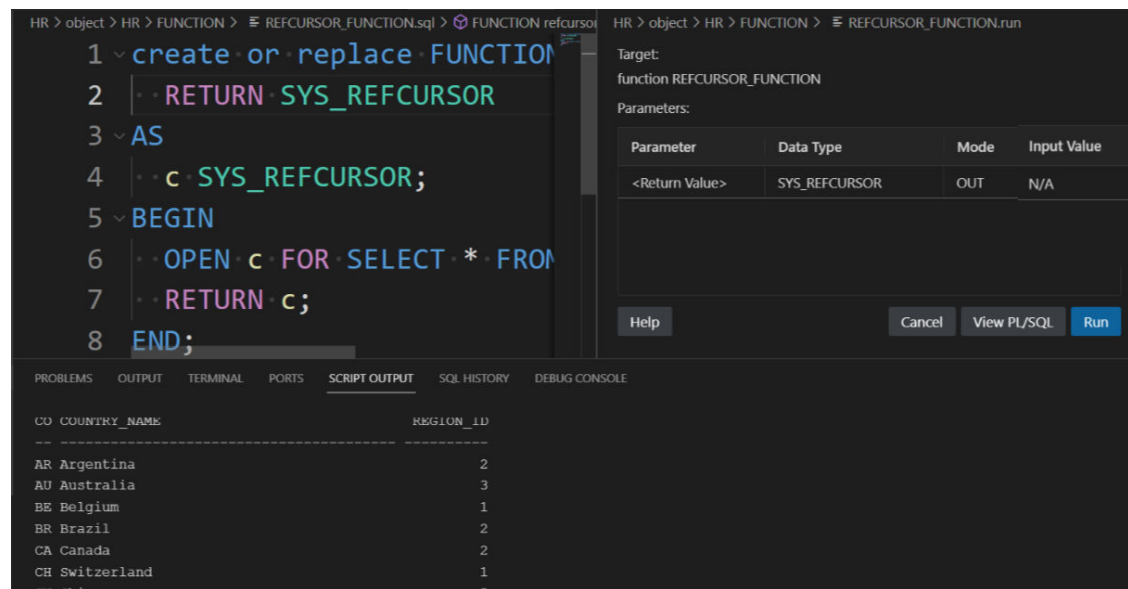 HR > object > HR > FUNCTION > REFCURSOR_FUNCTION.sql > FUNCTION refcursor
1 create or replace FUNCTION
2 RETURN SYS_REFCURSOR
3 AS
4 c SYS_REFCURSOR;
5 BEGIN
6 OPEN c FOR SELECT * FROM
7 RETURN c;
8 END;
HR > object > HR > FUNCTION > REFCURSOR_FUNCTION.run
Target:
function REFCURSOR_FUNCTION
Parameters:
Parameter Data Type Mode Input Value
<Return Value> SYS_REFCURSOR OUT N/A
Help Cancel View PL/SQL Run
PROBLEMS OUTPUT TERMINAL PORTS SCRIPT OUTPUT SQL HISTORY DEBUG CONSOLE
CO COUNTRY_NAME REGION_ID
-- ---------------------------------------- ----------
AR Argentina 2
AU Australia 3
BE Belgium 1
BR Brazil 2
CA Canada 2
CH Switzerland 1